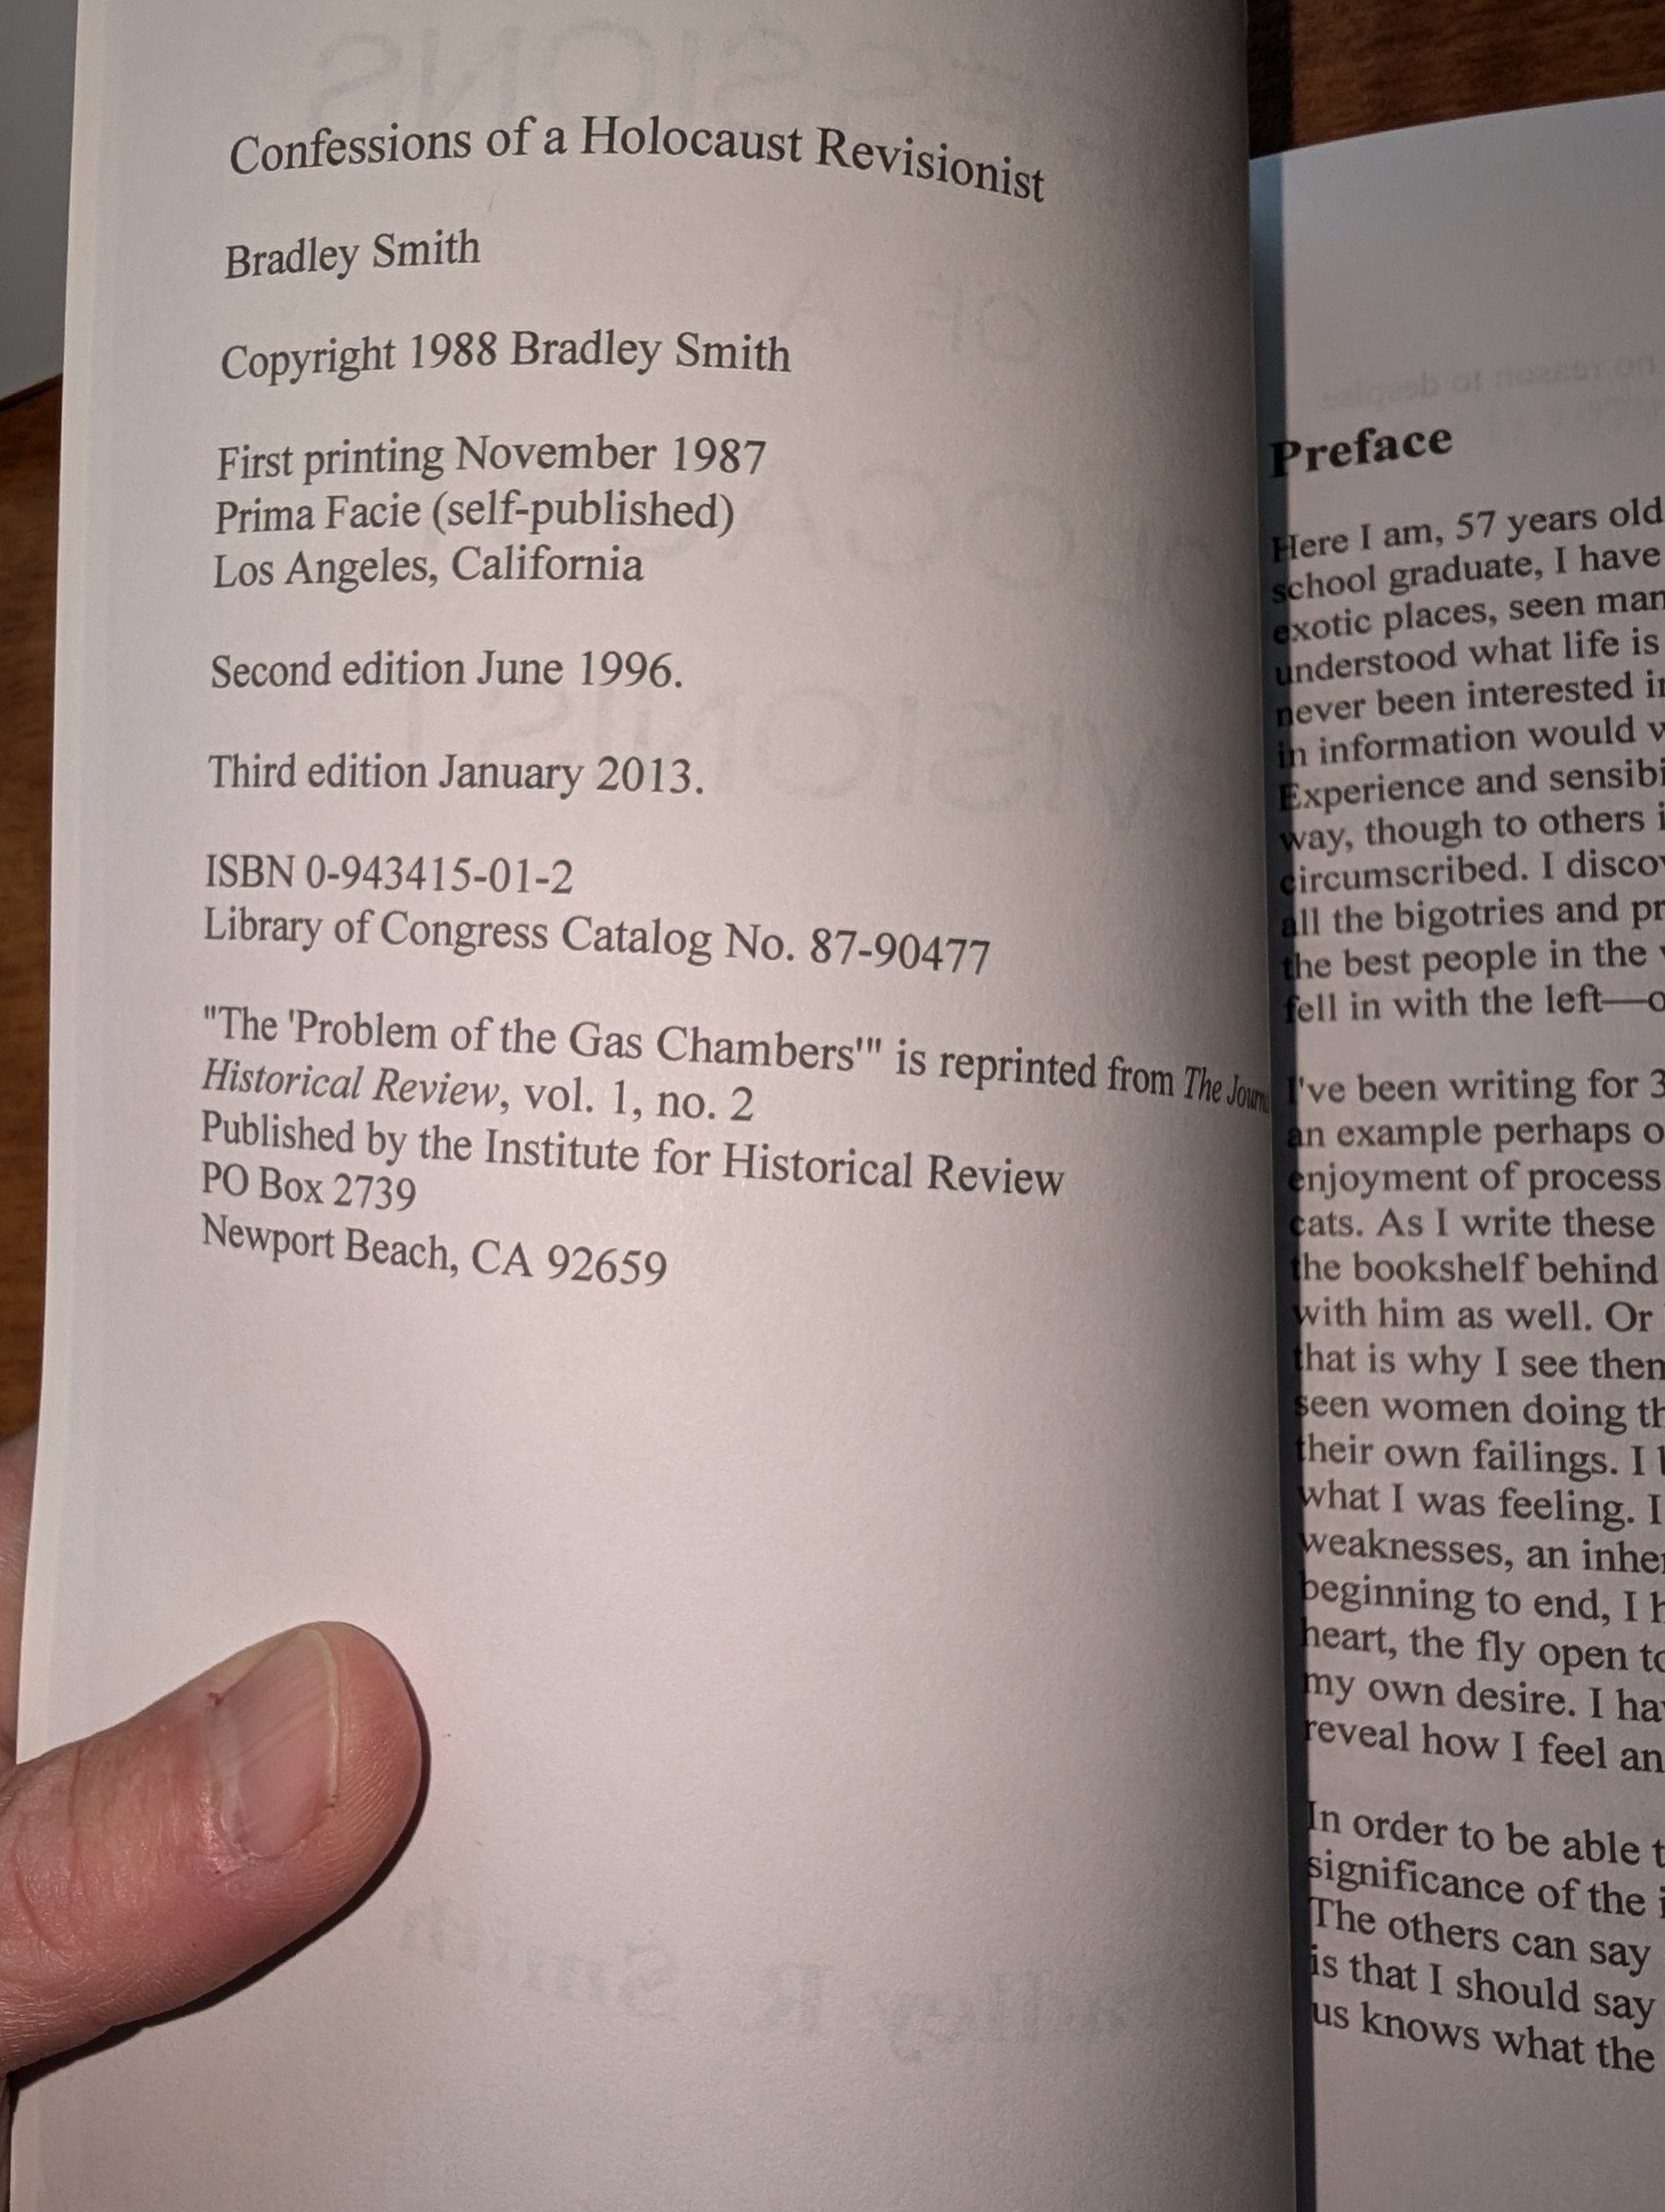 Confessions of a Holocaust Revisionist
Bradley Smith
Copyright 1988 Bradley Smith
First printing November 1987
Prima Facie (self-published)
Los Angeles, California
Second edition June 1996.
Third edition January 2013.
ISBN 0-943415-01-2
Library of Congress Catalog No. 87-90477
"The 'Problem of the Gas Chambers'" is reprinted from The
Historical Review, vol. 1, no. 2
Published by the Institute for Historical Review
PO Box 2739
Newport Beach, CA 92659
Preface
Here I am, 57 years old
school graduate, I have
exotic places, seen
understood what life is
never been interested
in information would
Experience and
way, though to others
circumscribed. I
all the bigotries and
the best people in the
fell in with the left—
I've been writing for
an example perhaps
enjoyment of process
cats. As I write these
the bookshelf behind
with him as well. Or
that is why I see
seen women doing
their own failings. I
what I was feeling. I
weaknesses, an
beginning to end, I
heart, the fly open
my own desire. I
reveal how I feel
In order to be able
significance of the
The others can say
is that I should say
us knows what the